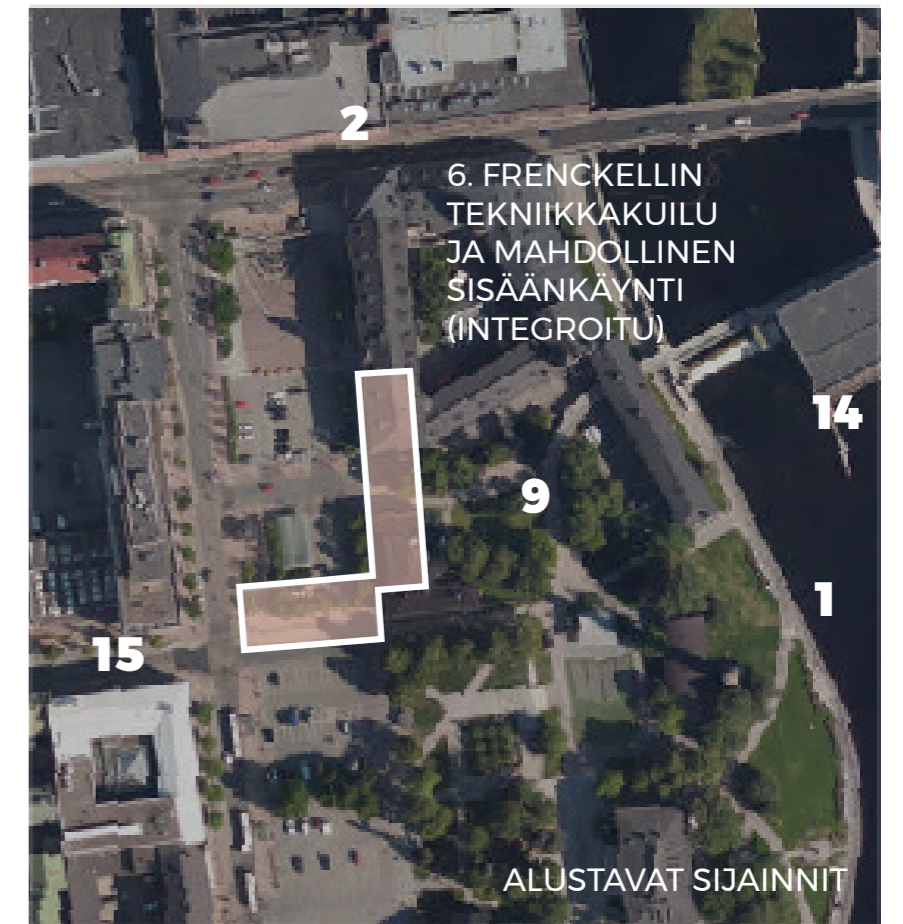 2
6. FRENCKELLIN
TEKNIIKKAKUILU
JA MAHDOLLINEN
SISÄÄNKÄYNTI
(INTEGROITU)
14
9
1
15
ALUSTAVAT SIJAINNIT